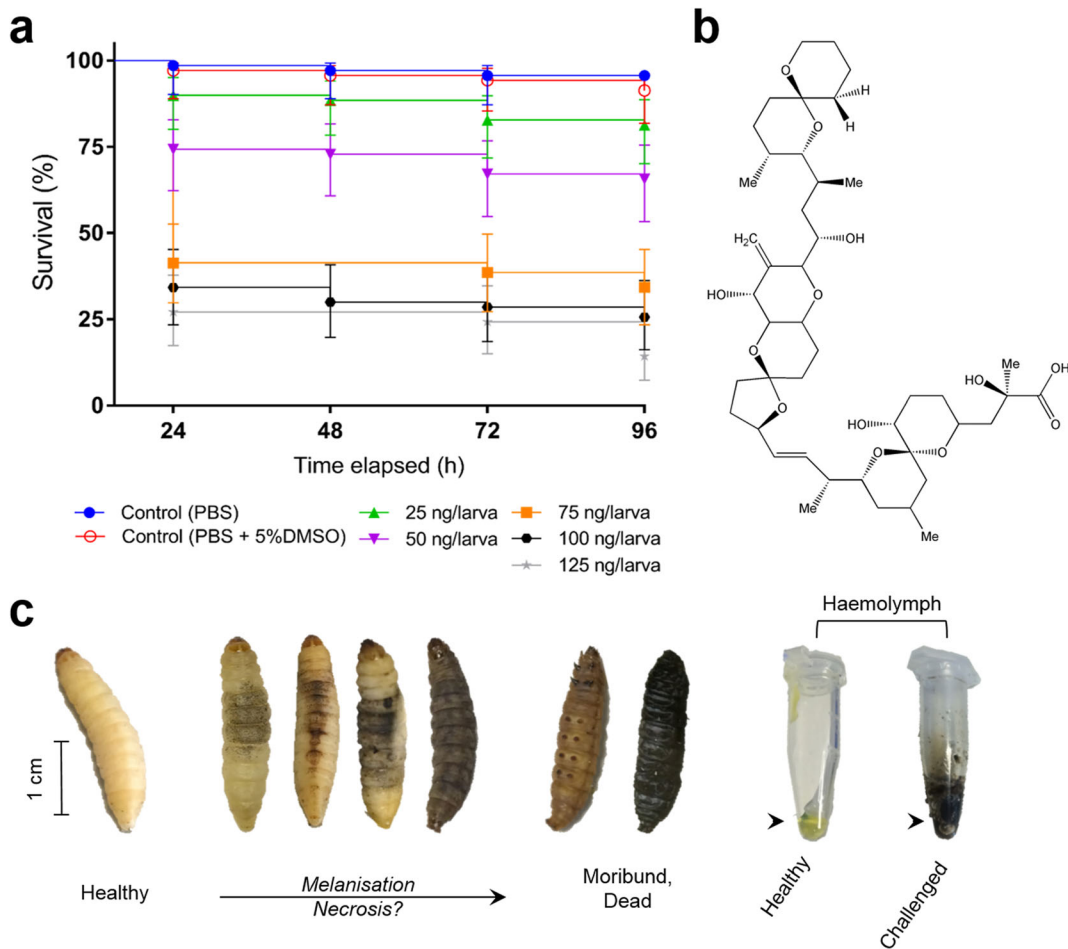 a
100
75
50
25
0
Survival (%)
24 48 72 96
Time elapsed (h)
Control (PBS)
Control (PBS + 5%DMSO)
25 ng/larva
50 ng/larva
75 ng/larva
100 ng/larva
125 ng/larva
b
O
H
H
O
Me
Me
H₂C
OH
HO
O
O
O
Me
HO
OH
O
HO
O
O
Me
Me
c
1 cm
Healthy
Melanisation
Necrosis?
Moribund,
Dead
Haemolymph
Healthy
Challenged